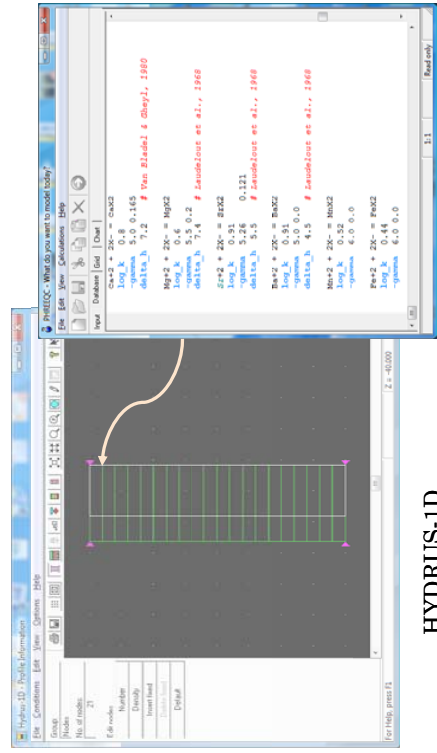 Hydrus-1D - Profile Information
File Conditions Edit View Options Help
Group
Nodes
No. of nodes:
21
Edit nodes
Number
Density
Insert fixed
Delete fixed
Default
For Help, press F1
Z = -40.000
PHREEQC - What do you want to model today?
File Edit View Calculations Help
Input Database Grid Chart
Ca+2 + 2X- = CaX2
log_k 0.8
-gamma 5.0 0.165
delta_h 7.2 # Van Bladel & Gheyl, 1980
Mg+2 + 2X- = MgX2
log_k 0.6
-gamma 5.5 0.2
delta_h 7.4 # Laudelout et al., 1968
Sr+2 + 2X- = SrX2
log_k 0.91
-gamma 5.26 0.121
delta_h 5.5 # Laudelout et al., 1968
Ba+2 + 2X- = BaX2
log_k 0.91
-gamma 5.0 0.0
delta_h 4.5 # Laudelout et al., 1968
Mn+2 + 2X- = MnX2
log_k 0.52
-gamma 6.0 0.0
Fe+2 + 2X- = FeX2
log_k 0.44
-gamma 6.0 0.0
1:1
Read only
HYDRUS-1D